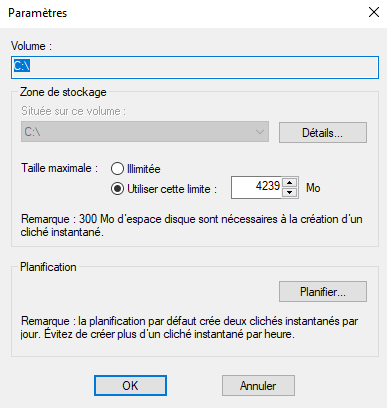 Paramètres
Volume :
C:\
Zone de stockage
Située sur ce volume :
C:\
Détails...
Taille maximale :
Illimitée
Utiliser cette limite :
4239
Mo
Remarque : 300 Mo d'espace disque sont nécessaires à la création d'un
cliché instantané.
Planification
Planifier...
Remarque : la planification par défaut crée deux clichés instantanés par
jour. Évitez de créer plus d'un cliché instantané par heure.
OK
Annuler